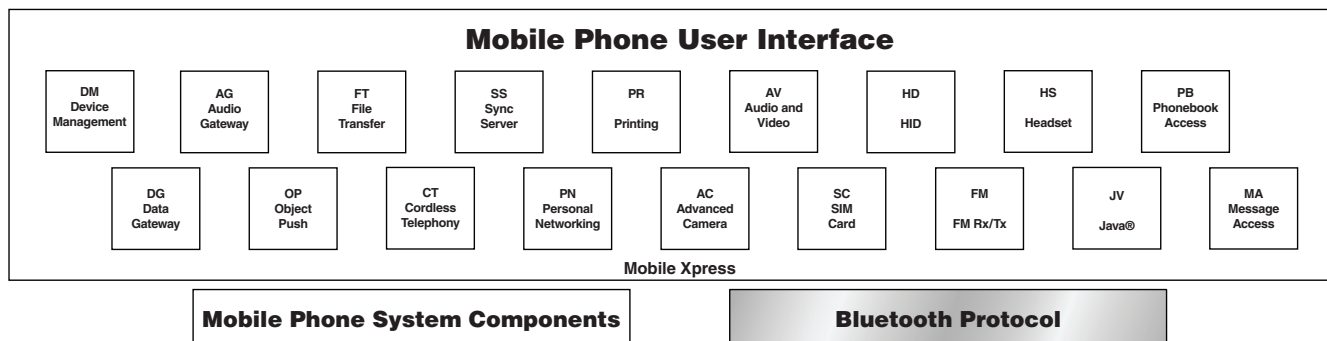 Mobile Phone User Interface
DM
Device
Management
AG
Audio
Gateway
FT
File
Transfer
SS
Sync
Server
PR
Printing
AV
Audio and
Video
HD
HID
HS
Headset
PB
Phonebook
Access
DG
Data
Gateway
OP
Object
Push
CT
Cordless
Telephony
PN
Personal
Networking
AC
Advanced
Camera
SC
SIM
Card
FM
FM Rx/Tx
JV
Java®
MA
Message
Access
Mobile Xpress
Mobile Phone System Components
Bluetooth Protocol